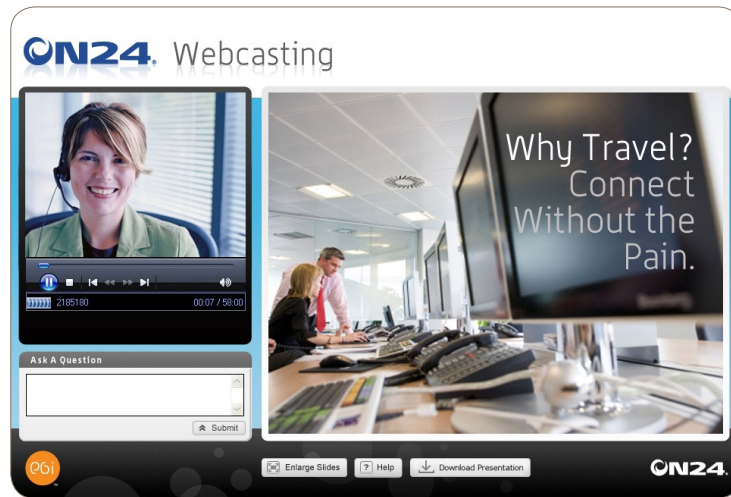 ON24. Webcasting
Why Travel?
Connect
Without the
Pain.
2185180 00:07 / 58:00
Ask A Question
Submit
PGi
Enlarge Slides ? Help Download Presentation
ON24.